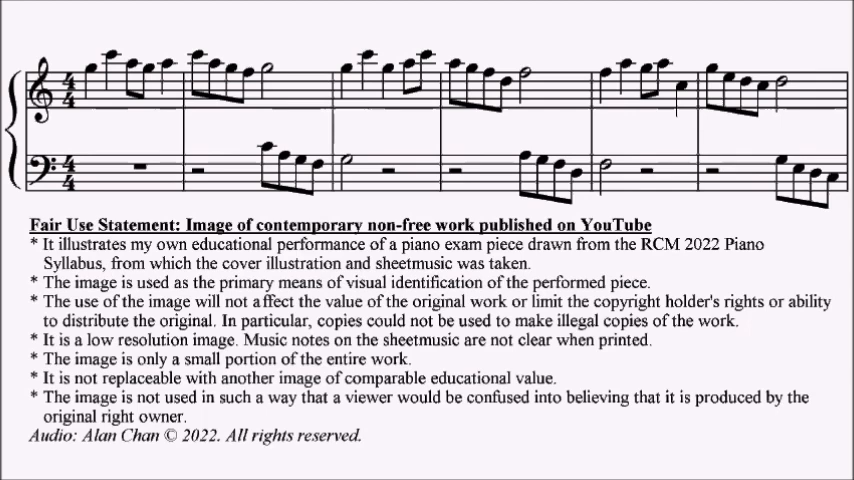 Fair Use Statement: Image of contemporary non-free work published on YouTube
* It illustrates my own educational performance of a piano exam piece drawn from the RCM 2022 Piano
Syllabus, from which the cover illustration and sheetmusic was taken.
* The image is used as the primary means of visual identification of the performed piece.
* The use of the image will not affect the value of the original work or limit the copyright holder's rights or ability
to distribute the original. In particular, copies could not be used to make illegal copies of the work.
* It is a low resolution image. Music notes on the sheetmusic are not clear when printed.
* The image is only a small portion of the entire work.
* It is not replaceable with another image of comparable educational value.
* The image is not used in such a way that a viewer would be confused into believing that it is produced by the
original right owner.
Audio: Alan Chan © 2022. All rights reserved.